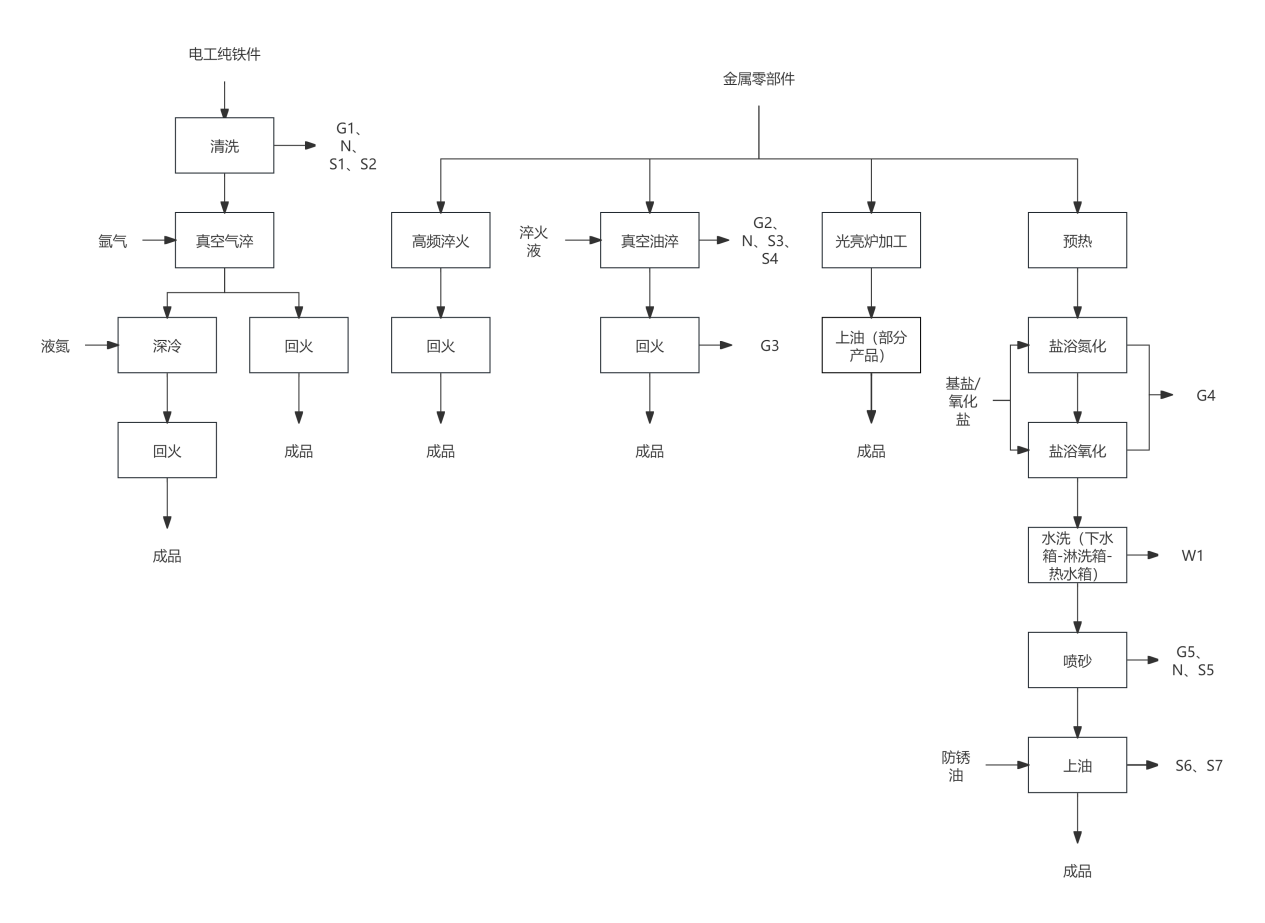 电工纯铁件
金属零部件
清洗
G1、
N、
S1、S2
氩气
真空气淬
高频淬火
淬火
液
真空油淬
G2、
N、S3、
S4
光亮炉加工
预热
液氮
深冷
回火
回火
回火
G3
上油（部分
产品）
盐浴氮化
基盐/
氧化
盐
G4
回火
成品
成品
成品
成品
盐浴氧化
成品
水洗（下水
箱-淋洗箱-
热水箱）
W1
喷砂
G5、
N、S5
防锈
油
上油
S6、S7
成品